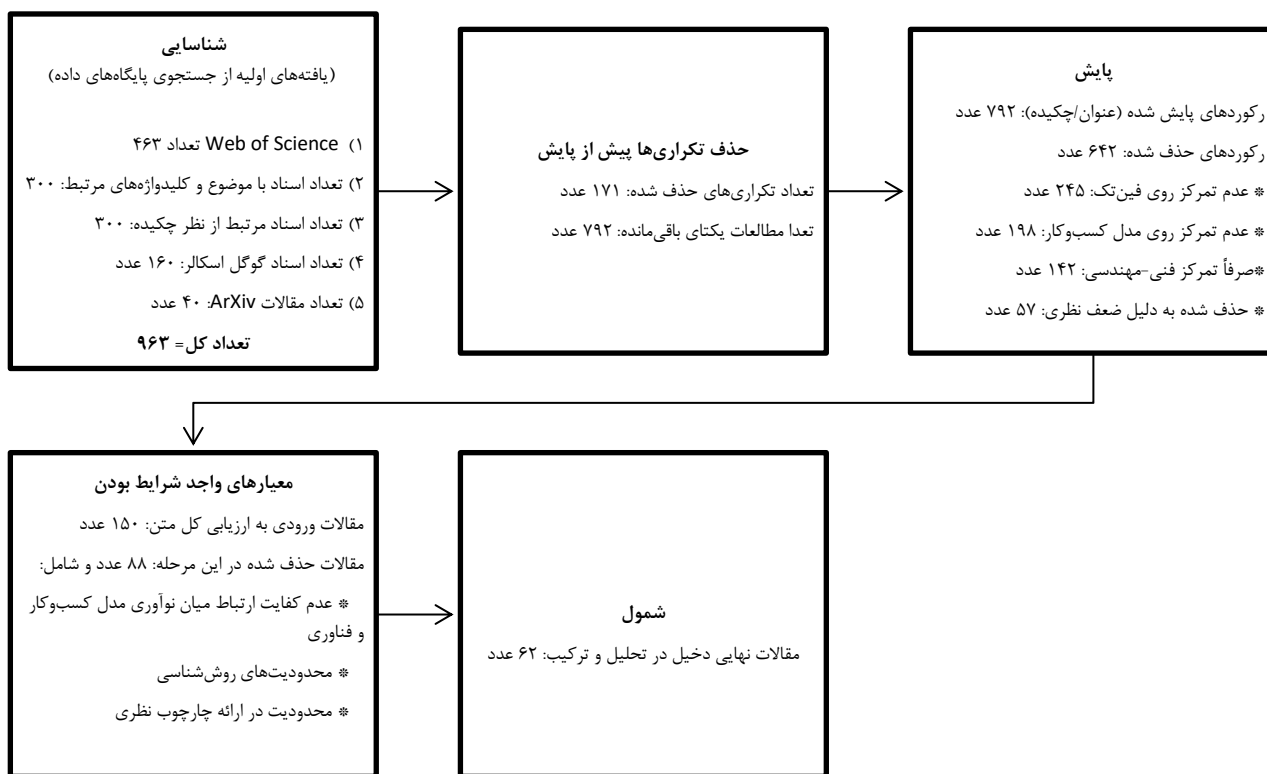 شناسایی
(یافته‌های اولیه از جستجوی پایگاه‌های داده)
۱) Web of Science تعداد ۴۶۳
۲) تعداد اسناد با موضوع و کلیدواژه‌های مرتبط: ۳۰۰
۳) تعداد اسناد مرتبط از نظر چکیده: ۳۰۰
۴) تعداد اسناد گوگل اسکالر: ۱۶۰ عدد
۵) تعداد مقالات ArXiv: ۴۰ عدد
تعداد کل= ۹۶۳
حذف تکراری‌ها پیش از پایش
تعداد تکراری‌های حذف شده: ۱۷۱ عدد
تعدا مطالعات یکتای باقی‌مانده: ۷۹۲ عدد
پایش
رکوردهای پایش شده (عنوان/چکیده): ۷۹۲ عدد
رکوردهای حذف شده: ۶۴۲ عدد
* عدم تمرکز روی فین‌تک: ۲۴۵ عدد
* عدم تمرکز روی مدل کسب‌وکار: ۱۹۸ عدد
*صرفاً تمرکز فنی-مهندسی: ۱۴۲ عدد
* حذف شده به دلیل ضعف نظری: ۵۷ عدد
معیارهای واجد شرایط بودن
مقالات ورودی به ارزیابی کل متن: ۱۵۰ عدد
مقالات حذف شده در این مرحله: ۸۸ عدد و شامل:
* عدم کفایت ارتباط میان نوآوری مدل کسب‌وکار
و فناوری
* محدودیت‌های روش‌شناسی
* محدودیت در ارائه چارچوب نظری
شمول
مقالات نهایی دخیل در تحلیل و ترکیب: ۶۲ عدد